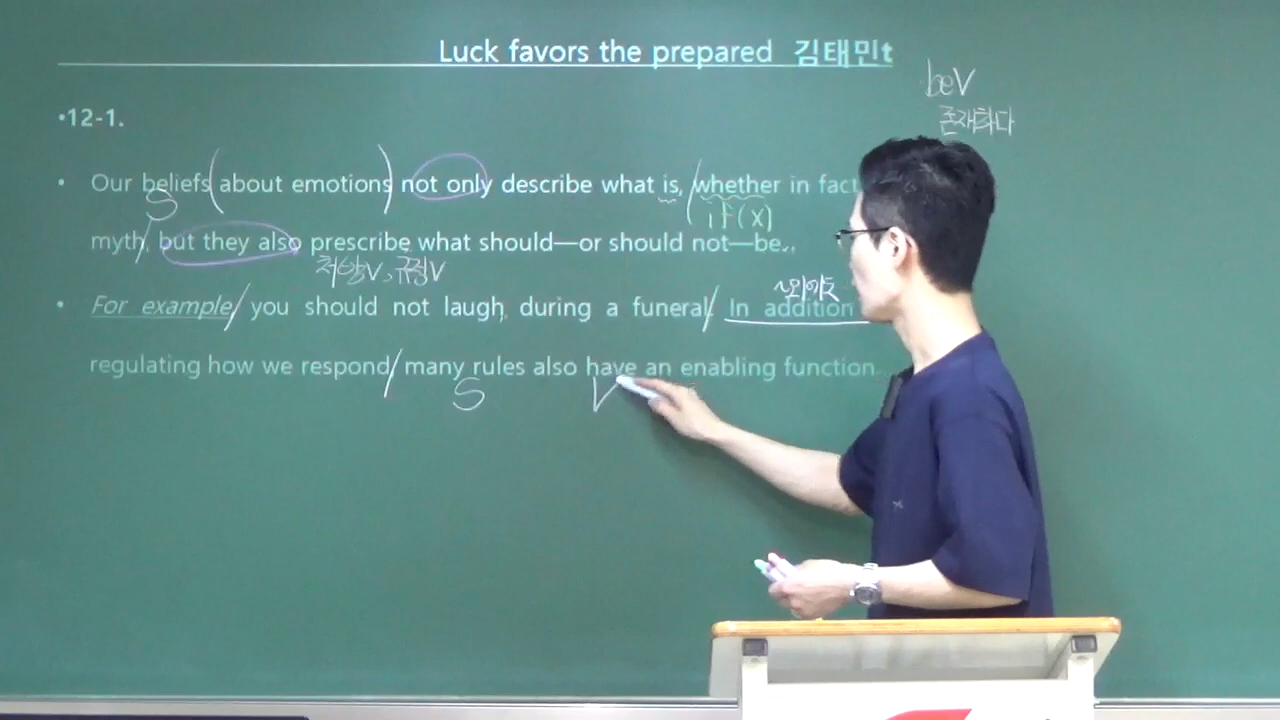 Luck favors the prepared 김태민t
beV
존재하다
•12-1.
• Our beliefs (about emotions) not only describe what is, / whether in fact
S
if(X)
myth, / but they also prescribe what should—or should not—be.
처방V, 규정V
~외에도
• For example / you should not laugh during a funeral. / In addition
regulating how we respond / many rules also have an enabling function.
S V